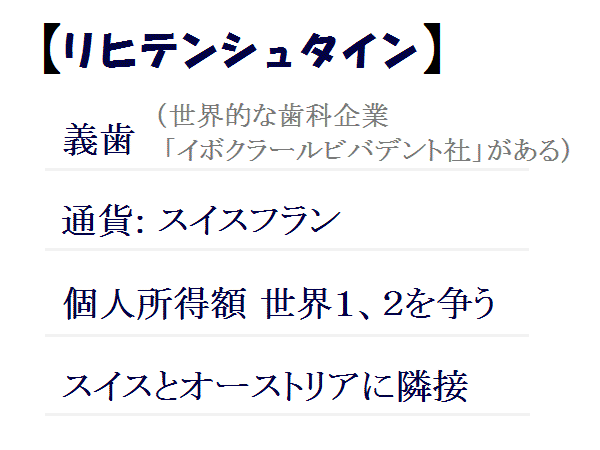 【リヒテンシュタイン】
義歯 （世界的な歯科企業
「イボクラールビバデント社」がある）
通貨: スイスフラン
個人所得額 世界１、２を争う
スイスとオーストリアに隣接